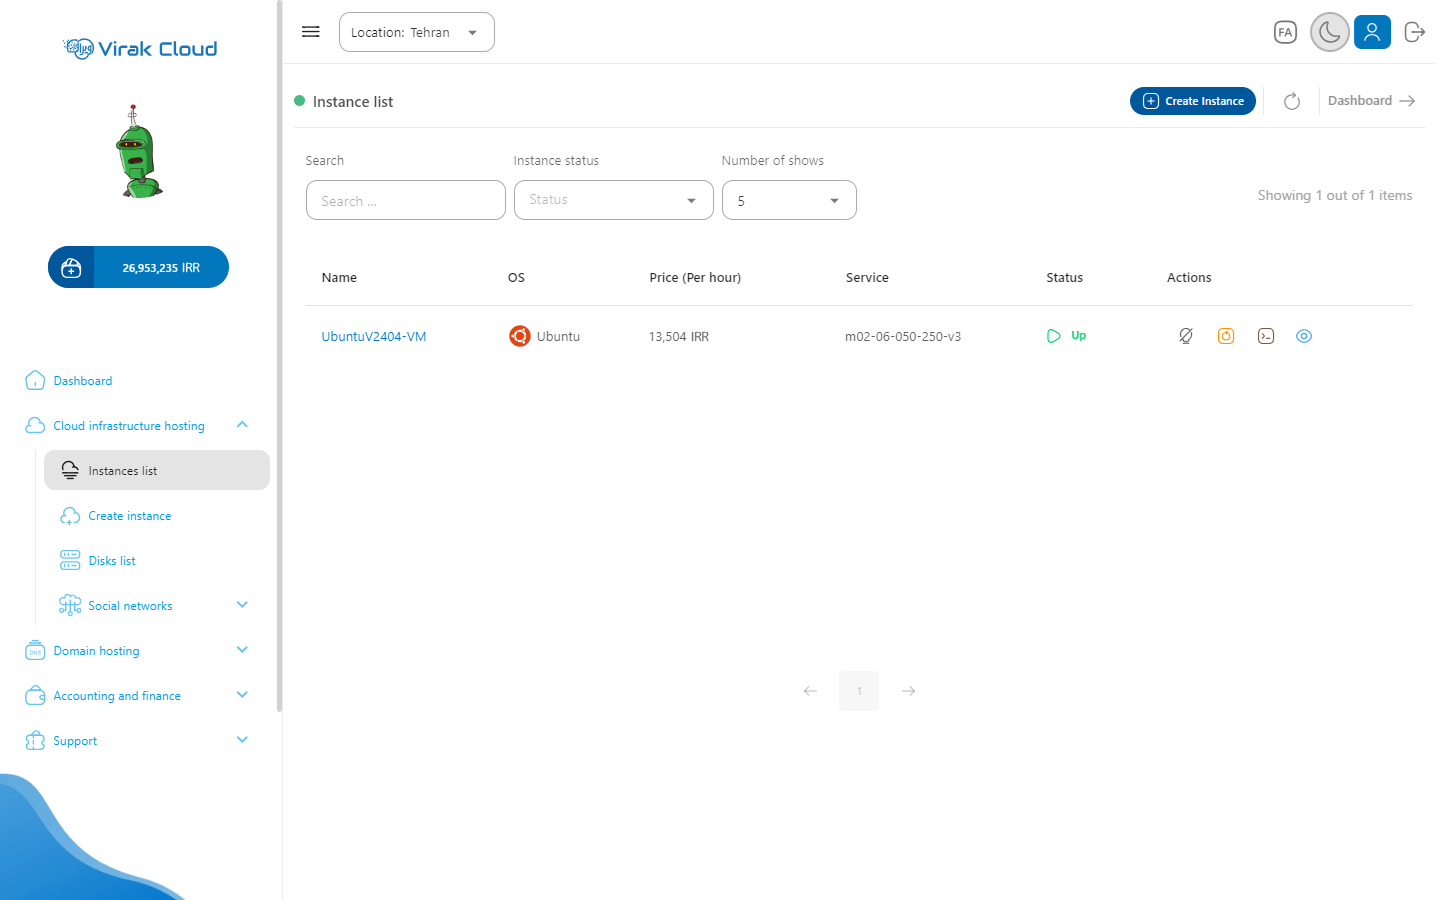 Virak Cloud
26,953,235 IRR
Dashboard
Cloud infrastructure hosting
Instances list
Create instance
Disks list
Social networks
DNS
Domain hosting
Accounting and finance
Support
Location: Tehran
FA
Instance list
Create Instance
Dashboard
Search
Instance status
Number of shows
Search ...
Status
5
Showing 1 out of 1 items
Name OS Price (Per hour) Service Status Actions
UbuntuV2404-VM Ubuntu 13,504 IRR m02-06-050-250-v3 Up
1